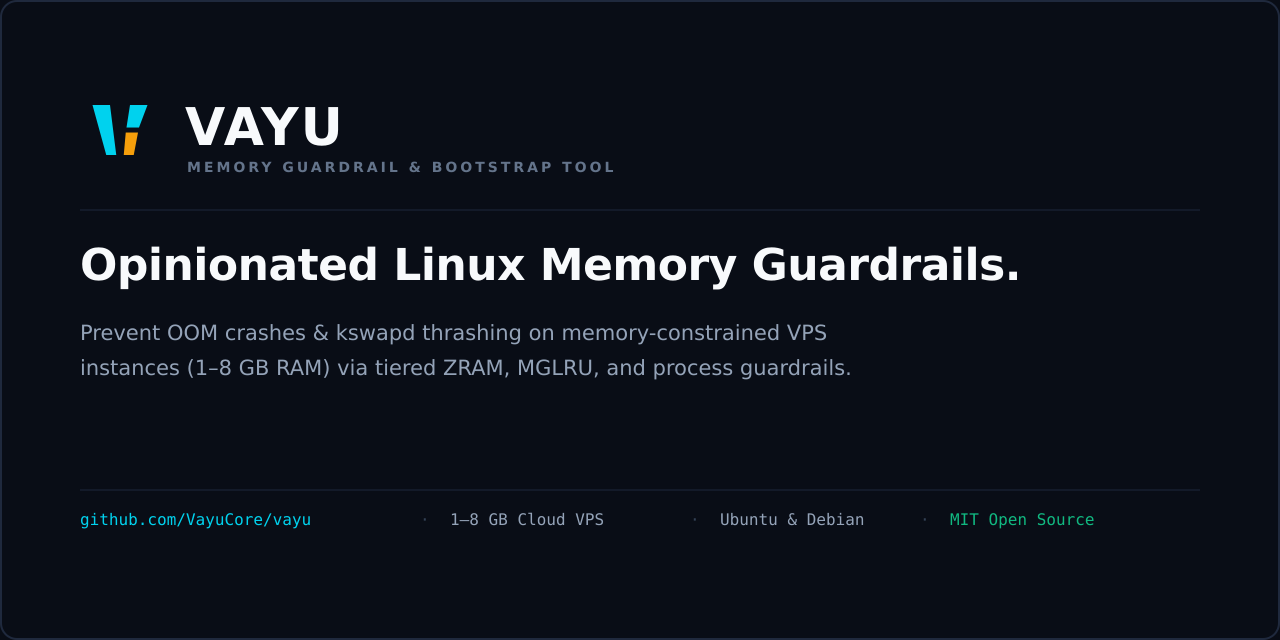 VAYU
MEMORY GUARDRAIL & BOOTSTRAP TOOL
Opinionated Linux Memory Guardrails.
Prevent OOM crashes & kswapd thrashing on memory-constrained VPS
instances (1–8 GB RAM) via tiered ZRAM, MGLRU, and process guardrails.
github.com/VayuCore/vayu · 1–8 GB Cloud VPS · Ubuntu & Debian · MIT Open Source